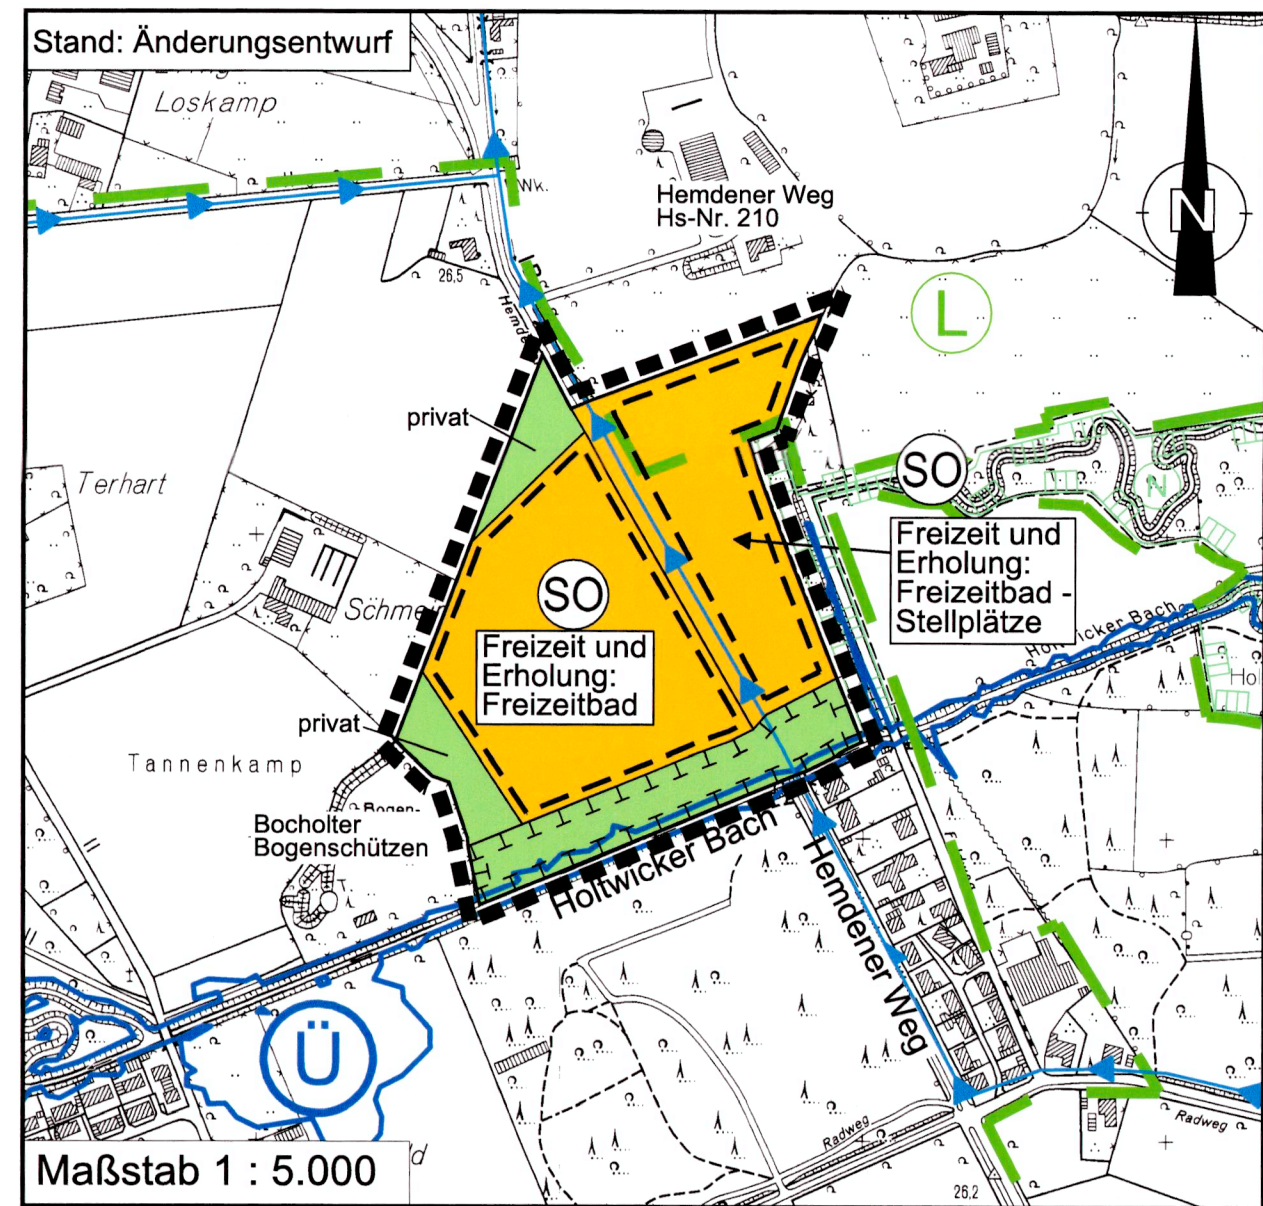 Stand: Änderungsentwurf
Loskamp
Wk.
Hemdener Weg
Hs-Nr. 210
N
26,5
L
privat
Terhart
SO
N
Freizeit und
Erholung:
Freizeitbad -
Stellplätze
SO
Freizeit und
Erholung:
Freizeitbad
Holtwicker Bach
privat
Tannenkamp
Bogen-
Bocholter
Bogenschützen
Holtwicker Bach
Hemdener Weg
Ü
Radweg
Radweg
Maßstab 1 : 5.000
26,2